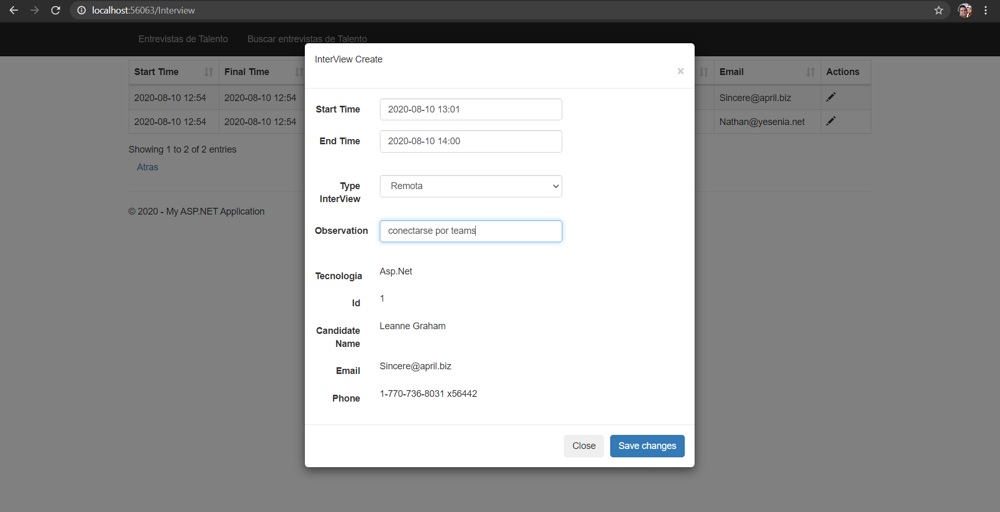 localhost:56063/Interview
Entrevistas de Talento Buscar entrevistas de Talento
InterView Create
×
Start Time Final Time Email Actions
2020-08-10 12:54 2020-08-10 12:54 Sincere@april.biz
2020-08-10 12:54 2020-08-10 12:54 Nathan@yesenia.net
Showing 1 to 2 of 2 entries
Atras
© 2020 - My ASP.NET Application
Start Time 2020-08-10 13:01
End Time 2020-08-10 14:00
Type Remota
InterView
Observation conectarse por teams
Tecnologia Asp.Net
Id 1
Candidate Leanne Graham
Name
Email Sincere@april.biz
Phone 1-770-736-8031 x56442
Close Save changes